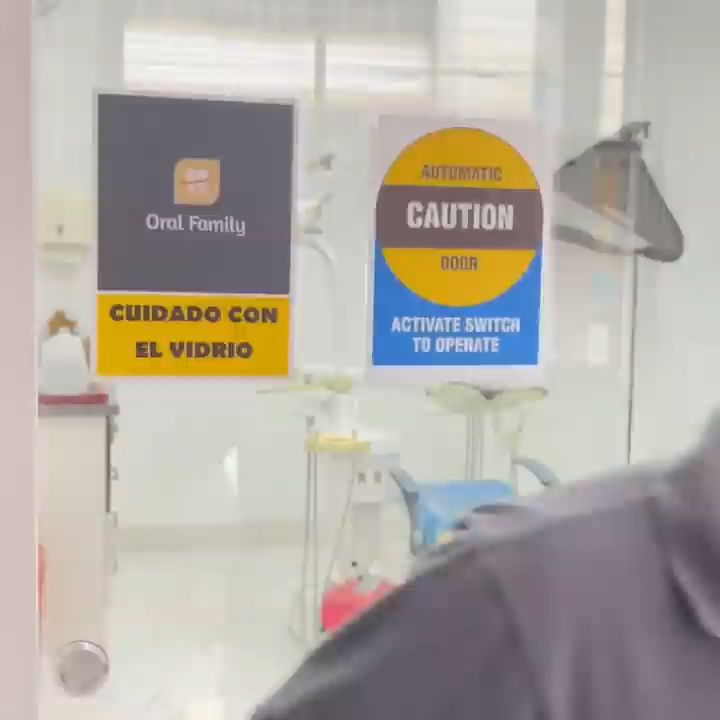 Oral Family
CUIDADO CON
EL VIDRIO
AUTOMATIC
CAUTION
DOOR
ACTIVATE SWITCH
TO OPERATE